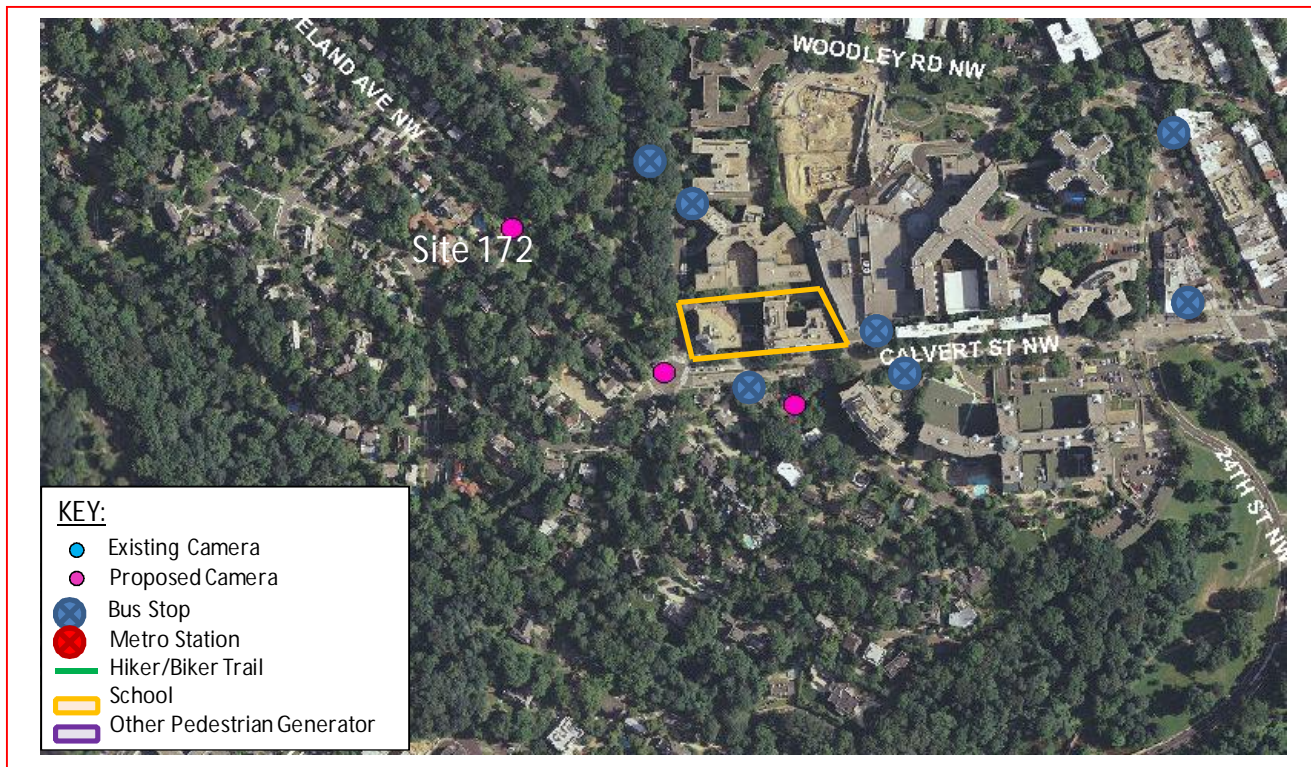 WOODLEY RD NW
ELAND AVE NW
Site 172
CALVERT ST NW
24TH ST NW
KEY:
Existing Camera
Proposed Camera
Bus Stop
Metro Station
Hiker/Biker Trail
School
Other Pedestrian Generator